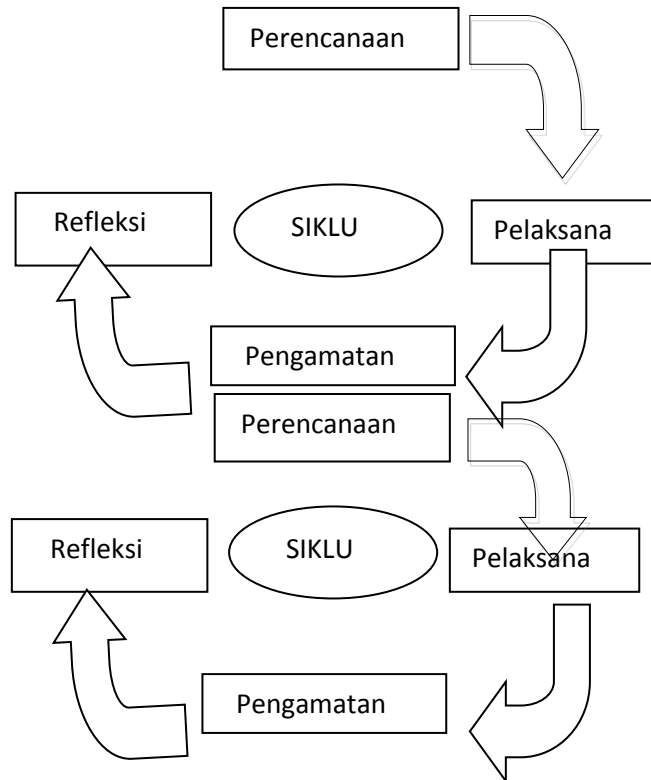 Perencanaan
Refleksi
SIKLU
Pelaksana
Pengamatan
Perencanaan
Refleksi
SIKLU
Pelaksana
Pengamatan